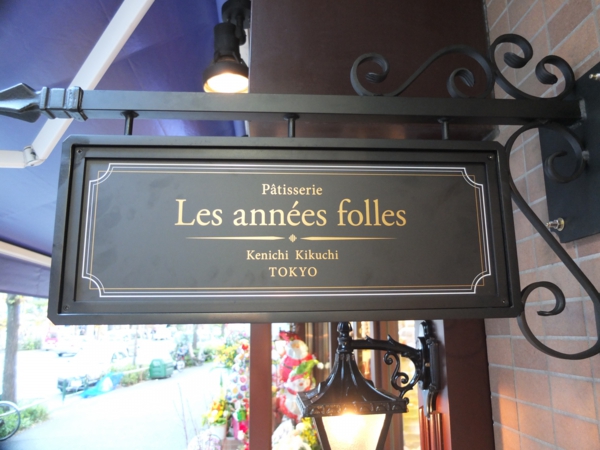 Pâtisserie
Les années folles
Kenichi Kikuchi
TOKYO